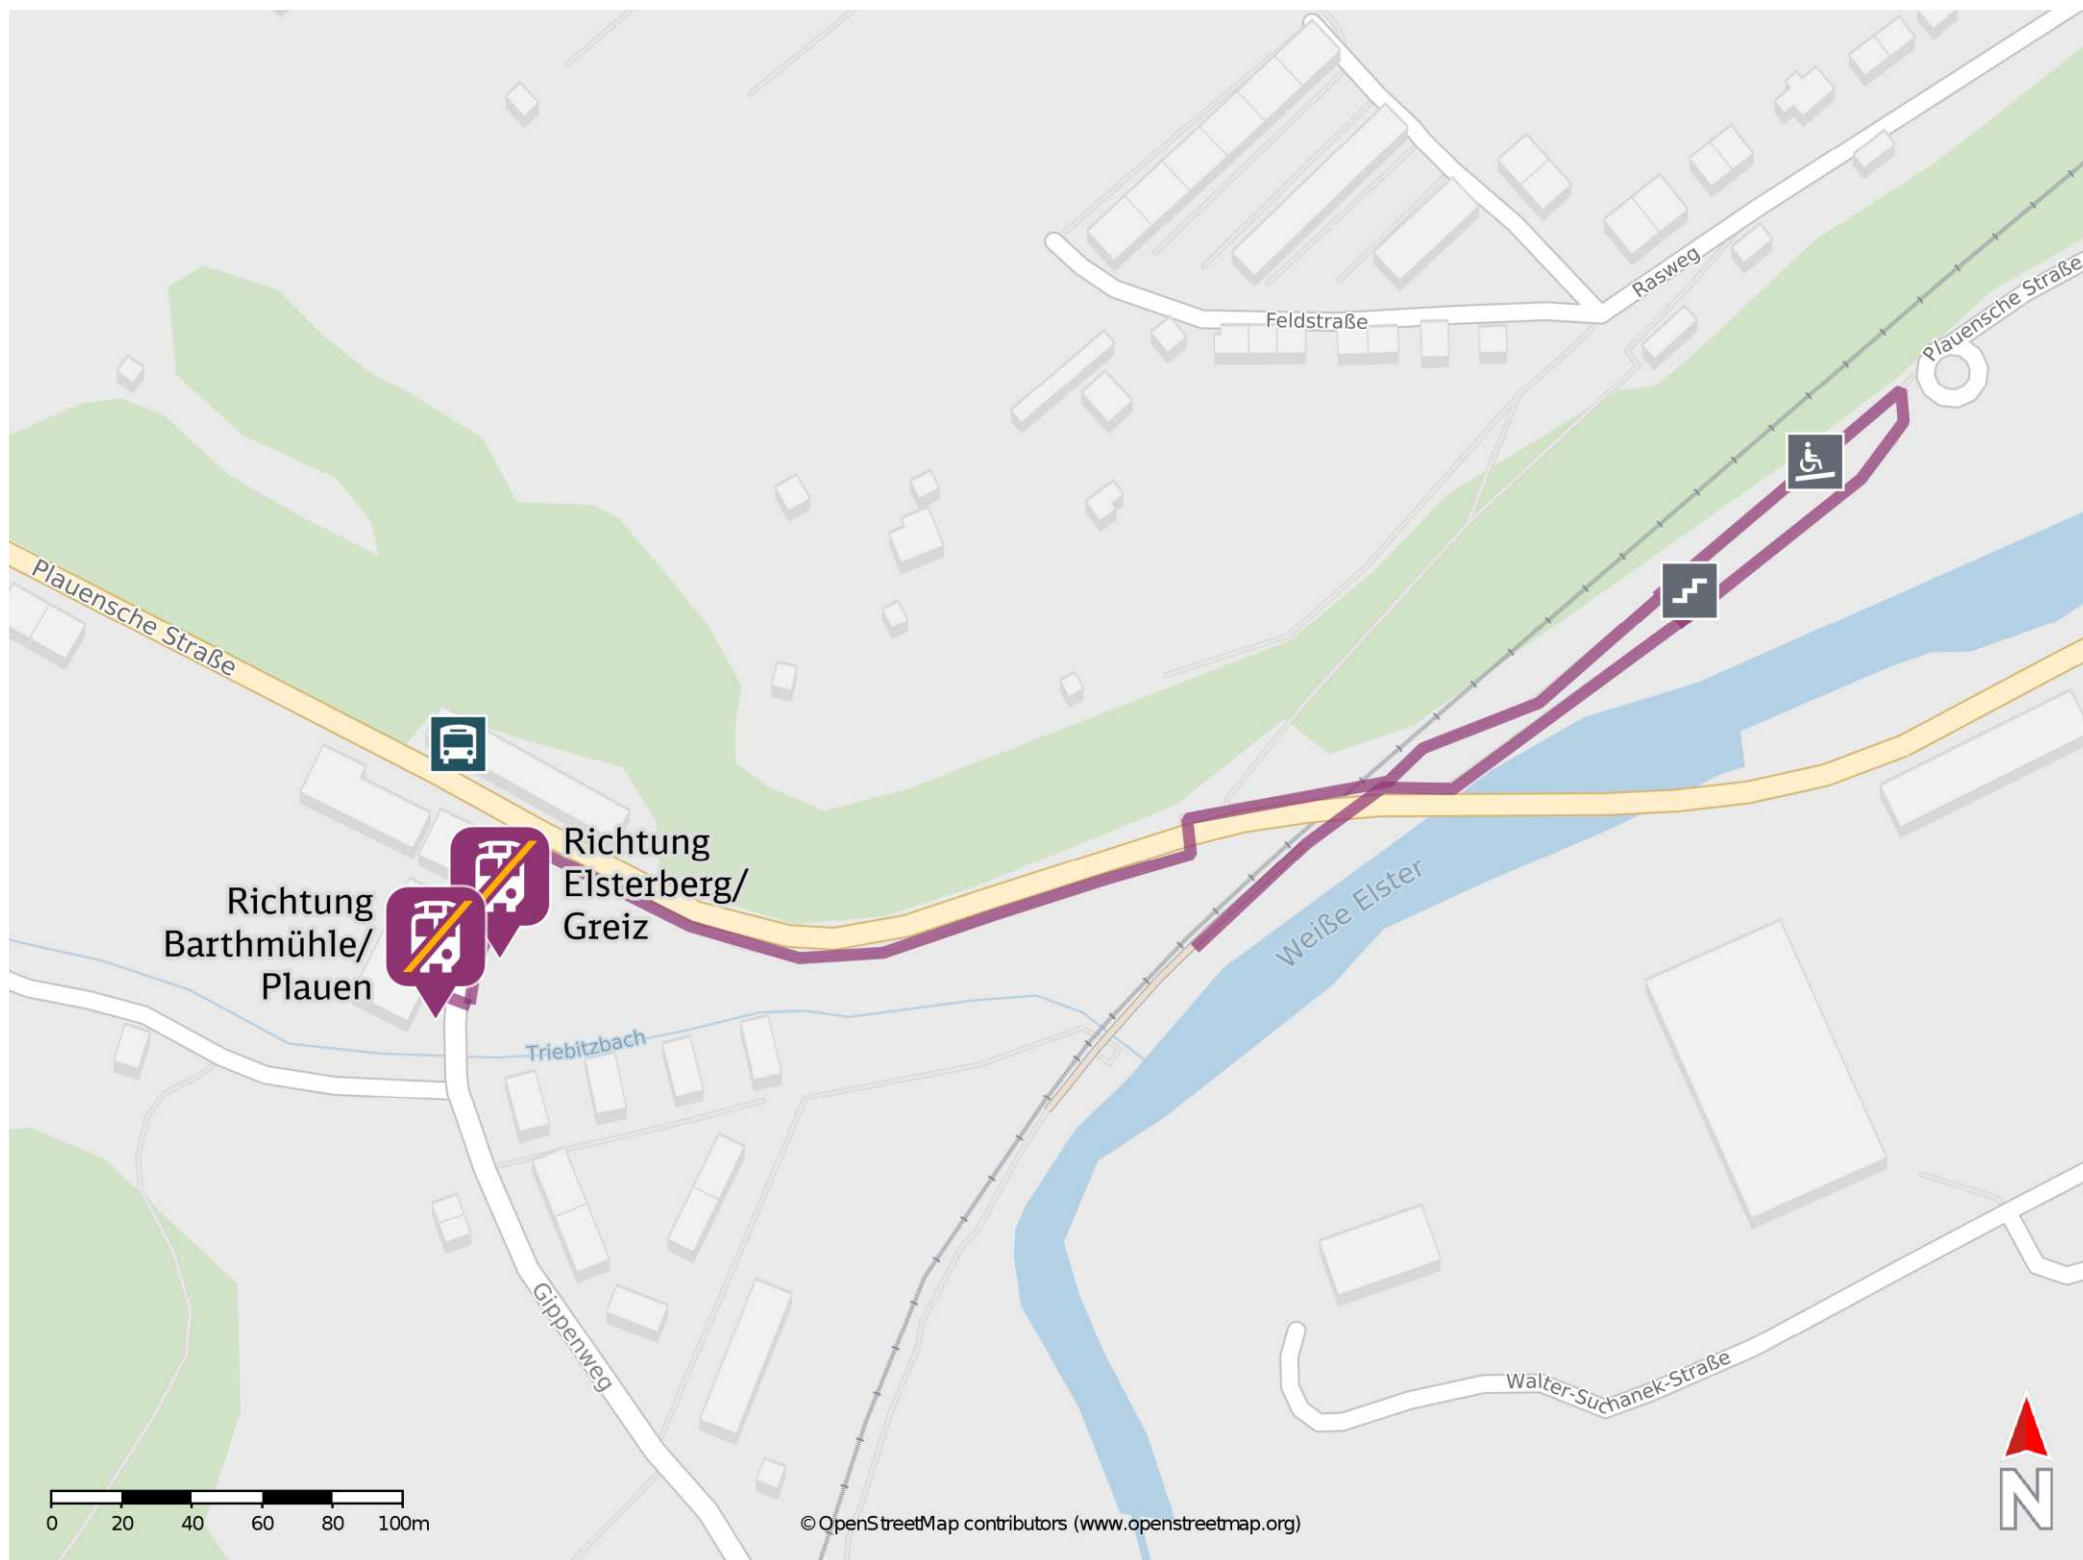 Feldstraße
Rasweg
Plauensche Straße
Plauensche Straße
Richtung
Elsterberg/
Greiz
Richtung
Barthmühle/
Plauen
Weiße Elster
Triebitzbach
Gippenweg
Walter-Suchanek-Straße
0 20 40 60 80 100m
©OpenStreetMap contributors (www.openstreetmap.org)
N